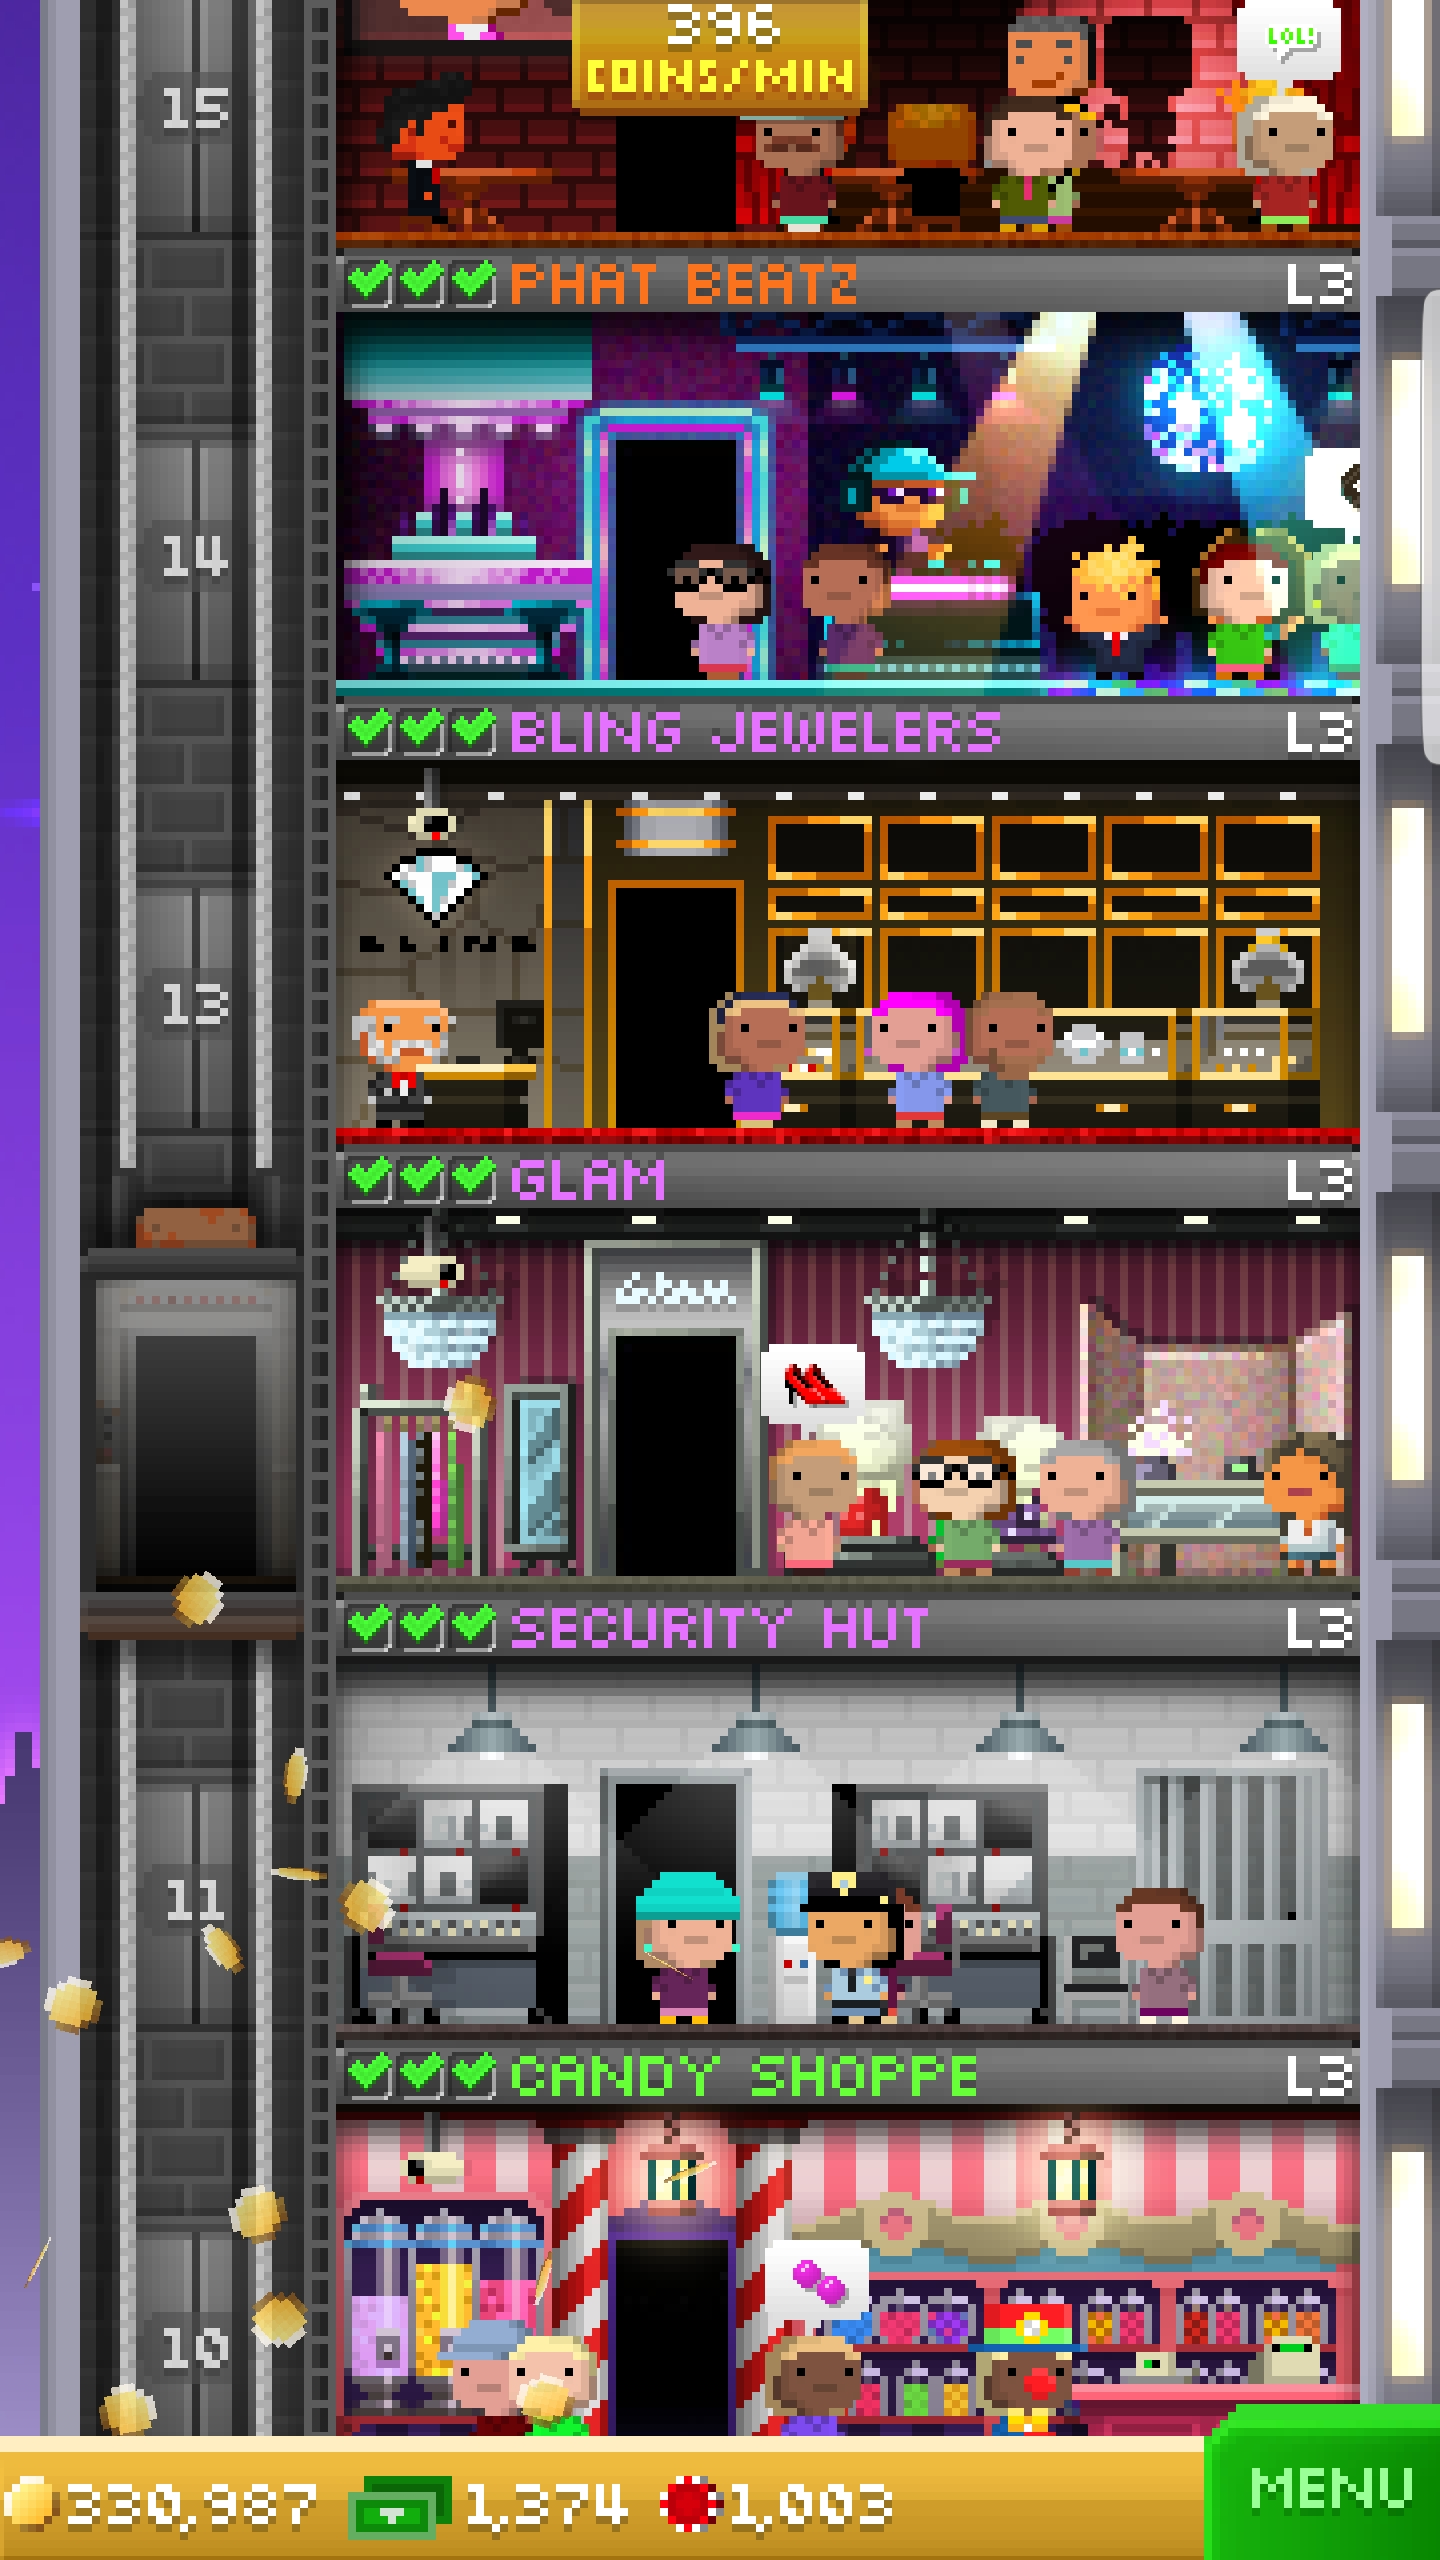 396
COINS/MIN
LOL!
15
PHAT BEATZ L3
14
BLING JEWELERS L3
BLING
13
GLAM L3
Glam
SECURITY HUT L3
11
CANDY SHOPPE L3
10
330,987 1,374 1,003
MENU